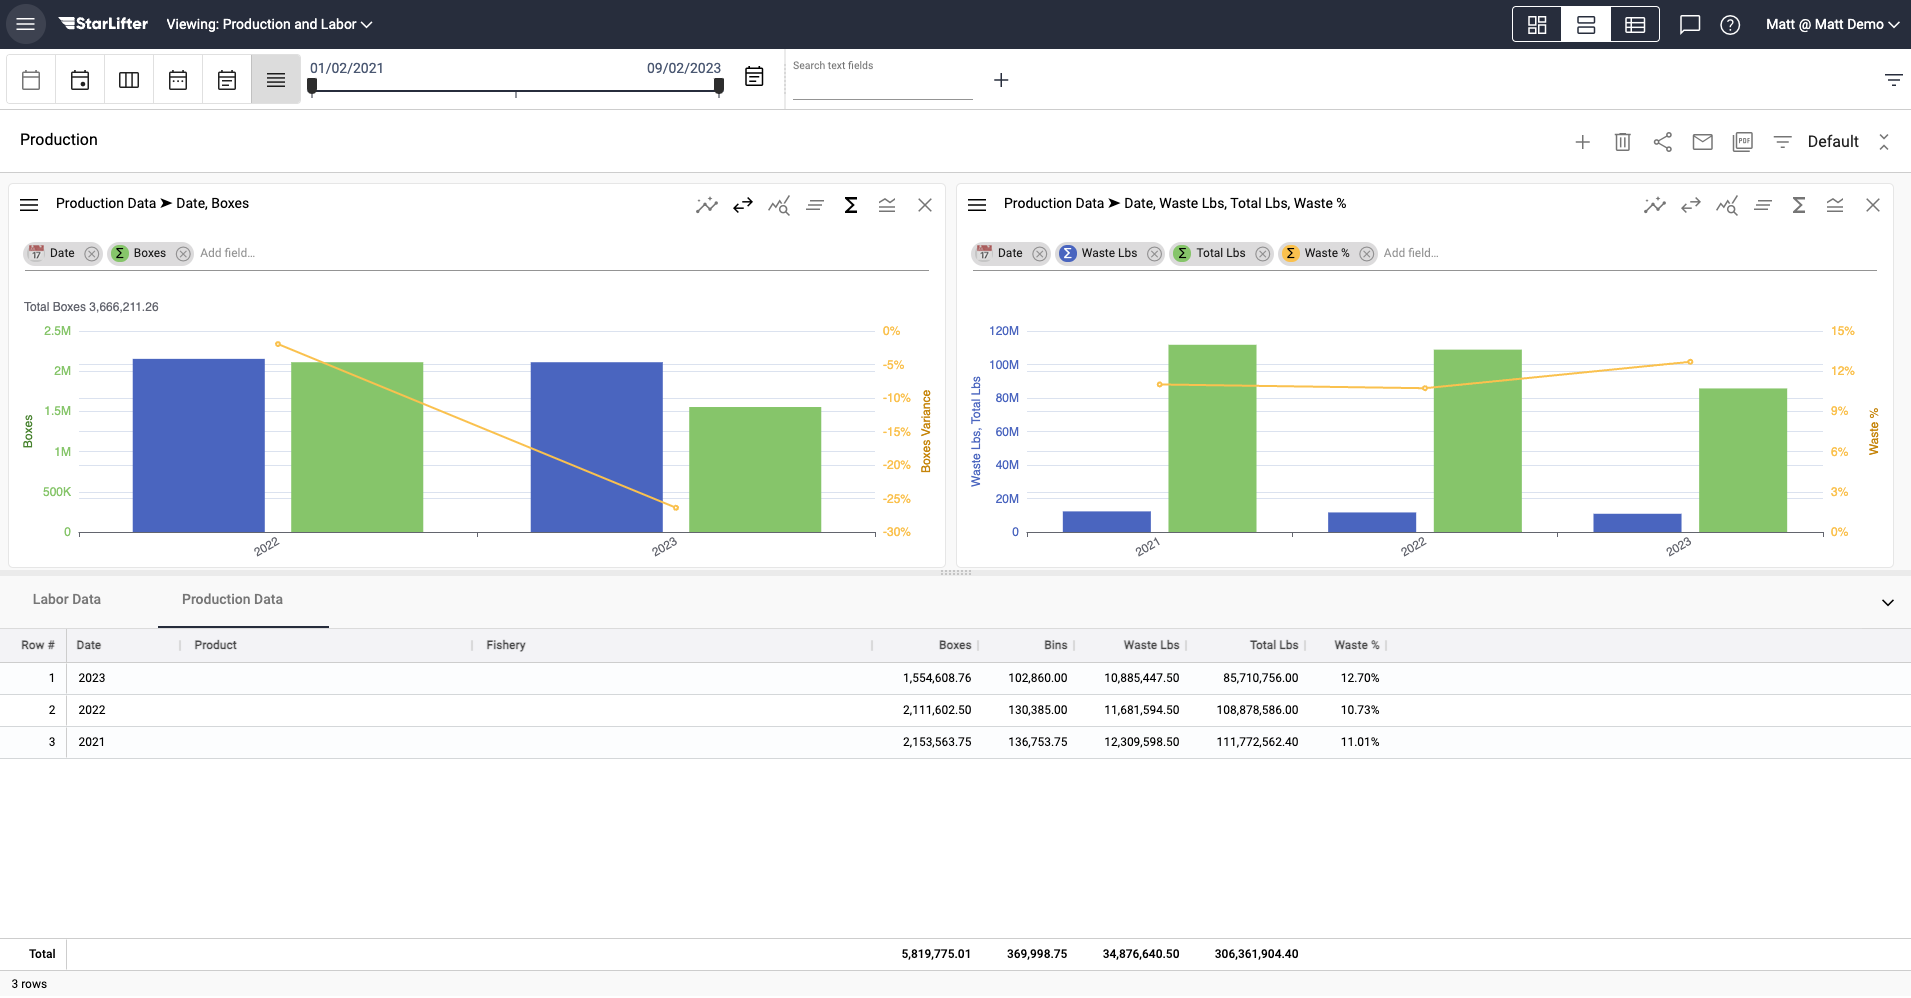 StarLifter Viewing: Production and Labor Matt @ Matt Demo
01/02/2021 09/02/2023 Search text fields
Production Default
PDF
Production Data ➤ Date, Boxes
17 Date Σ Boxes Add field...
Total Boxes 3,666,211.26
2.5M
2M
1.5M
1M
500K
0
Boxes
0%
-5%
-10%
-15%
-20%
-25%
-30%
Boxes Variance
2022 2023
Production Data ➤ Date, Waste Lbs, Total Lbs, Waste %
17 Date Σ Waste Lbs Σ Total Lbs Σ Waste % Add field...
120M
100M
80M
60M
40M
20M
0
Waste Lbs, Total Lbs
15%
12%
9%
6%
3%
0%
Waste %
2021 2022 2023
Labor Data Production Data
Row # Date Product Fishery Boxes Bins Waste Lbs Total Lbs Waste %
1 2023 1,554,608.76 102,860.00 10,885,447.50 85,710,756.00 12.70%
2 2022 2,111,602.50 130,385.00 11,681,594.50 108,878,586.00 10.73%
3 2021 2,153,563.75 136,753.75 12,309,598.50 111,772,562.40 11.01%
Total 5,819,775.01 369,998.75 34,876,640.50 306,361,904.40
3 rows